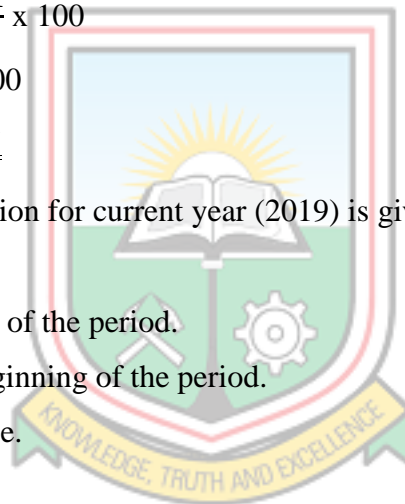 x 100
00
=
ion for current year (2019) is giv
of the period.
ginning of the period.
e.
KNOWLEDGE, TRUTH AND EXCELLENCE